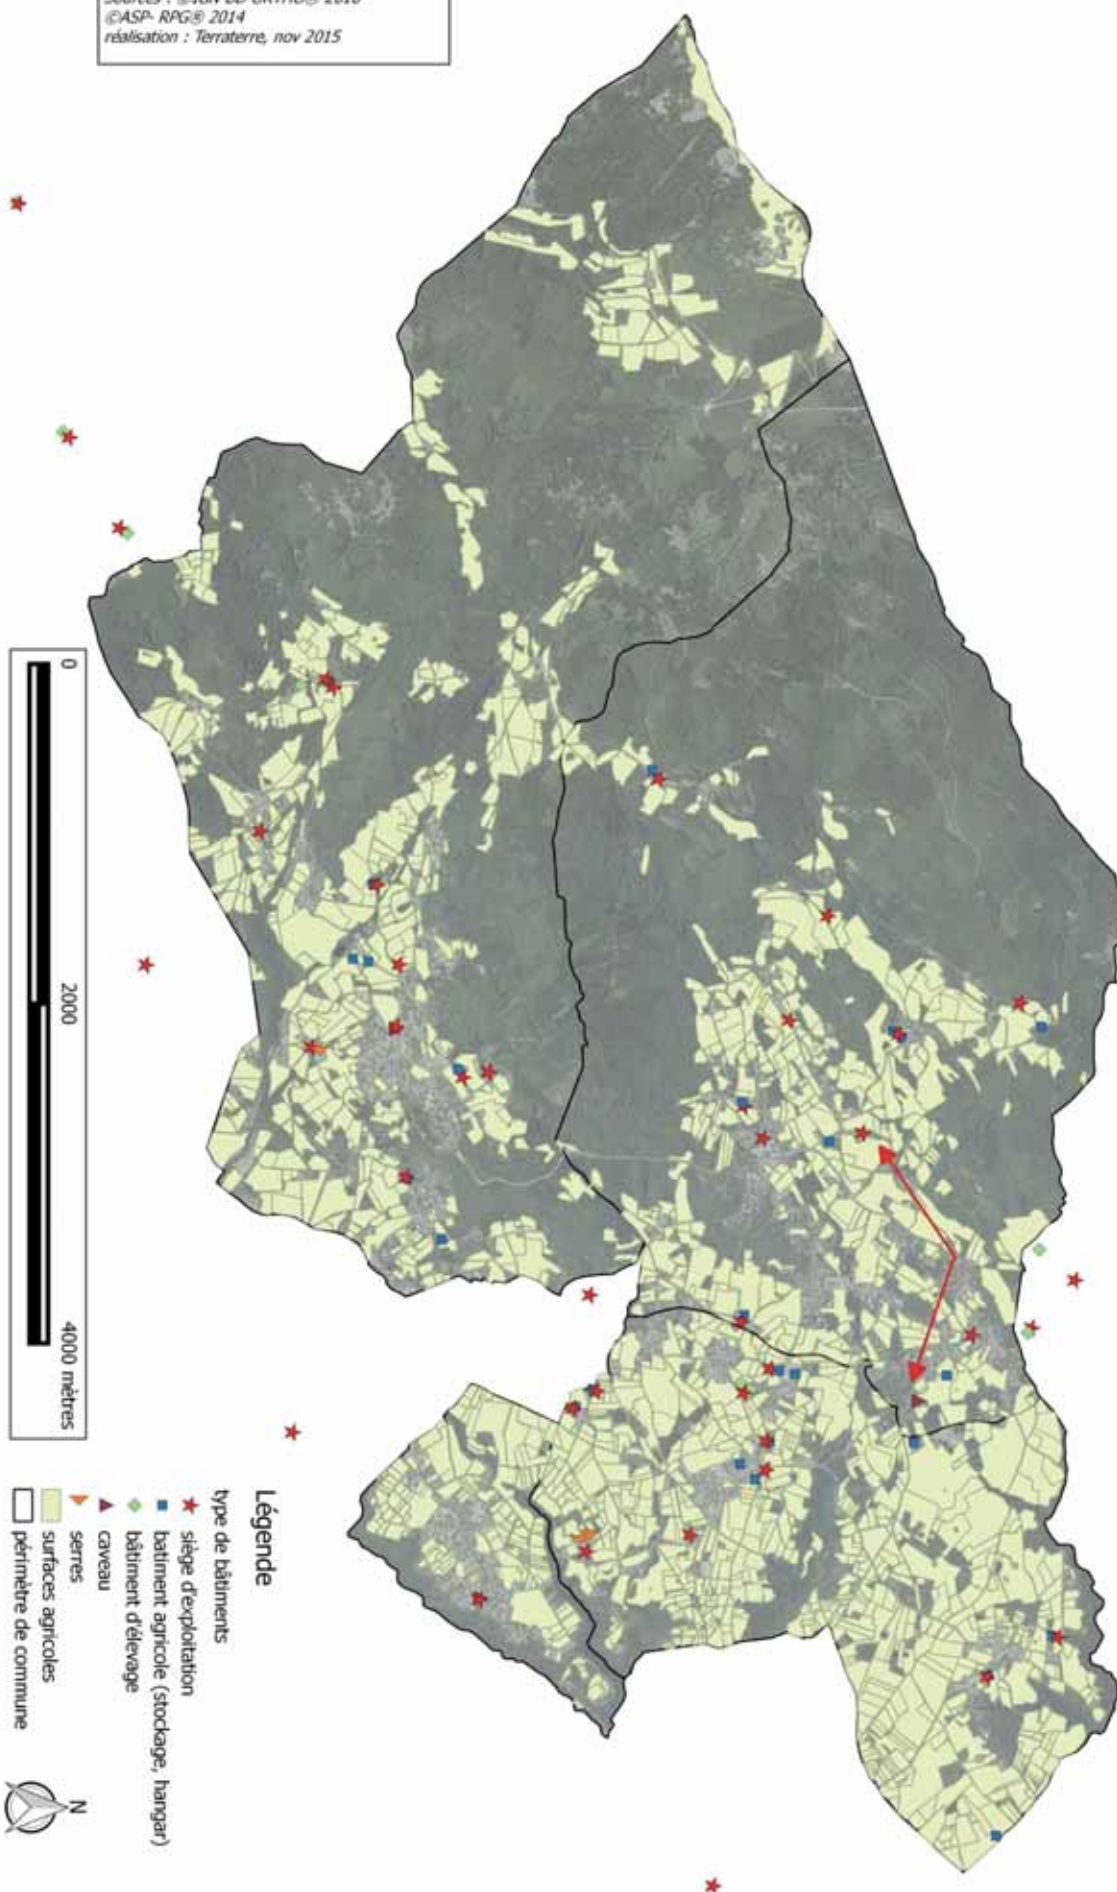 ©ASP- RPG® 2014
réalisation : Terraterre, nov 2015
0
2000
4000 mètres
Légende
type de bâtiments
siège d'exploitation
batiment agricole (stockage, hangar)
bâtiment d'élevage
caveau
serres
surfaces agricoles
périmètre de commune
N